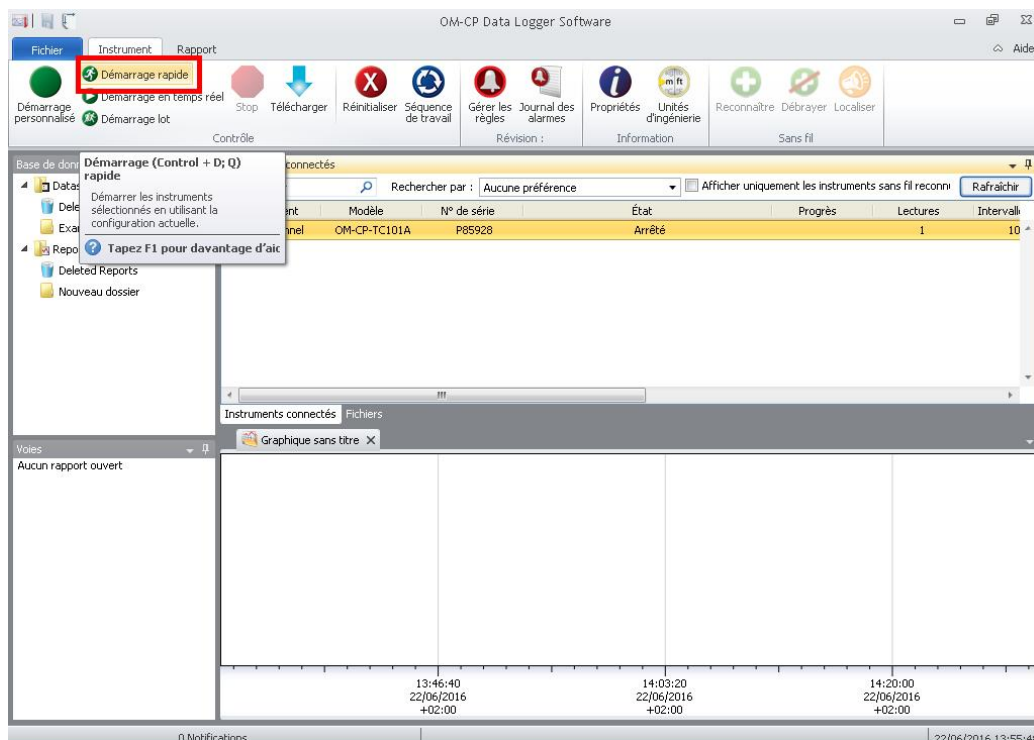 OM-CP Data Logger Software
Fichier Instrument Rapport Aide
Démarrage personnalisé
Démarrage rapide
Démarrage en temps réel
Démarrage lot
Stop
Télécharger
Réinitialiser
Séquence de travail
Gérer les règles
Journal des alarmes
Propriétés
Unités d'ingénierie
Reconnaître
Débrayer
Localiser
Contrôle
Révision :
Information
Sans fil
Base de
Démarrage (Control + D; Q)
rapide
Démarrer les instruments
sélectionnés en utilisant la
configuration actuelle.
Tapez F1 pour davantage
connectés
Rechercher par : Aucune préférence
Afficher uniquement les instruments sans fil
Rafraîchir
Modèle N° de série État Progrès Lectures
OM-CP-TC101A P85928 Arrêté 1 10
Deleted Reports
Nouveau dossier
Instruments connectés Fichiers
Graphique sans titre
Voies
Aucun rapport ouvert
13:46:40 14:03:20 14:20:00
22/06/2016 22/06/2016 22/06/2016
+02:00 +02:00 +02:00
0 Notifications
22/06/2016